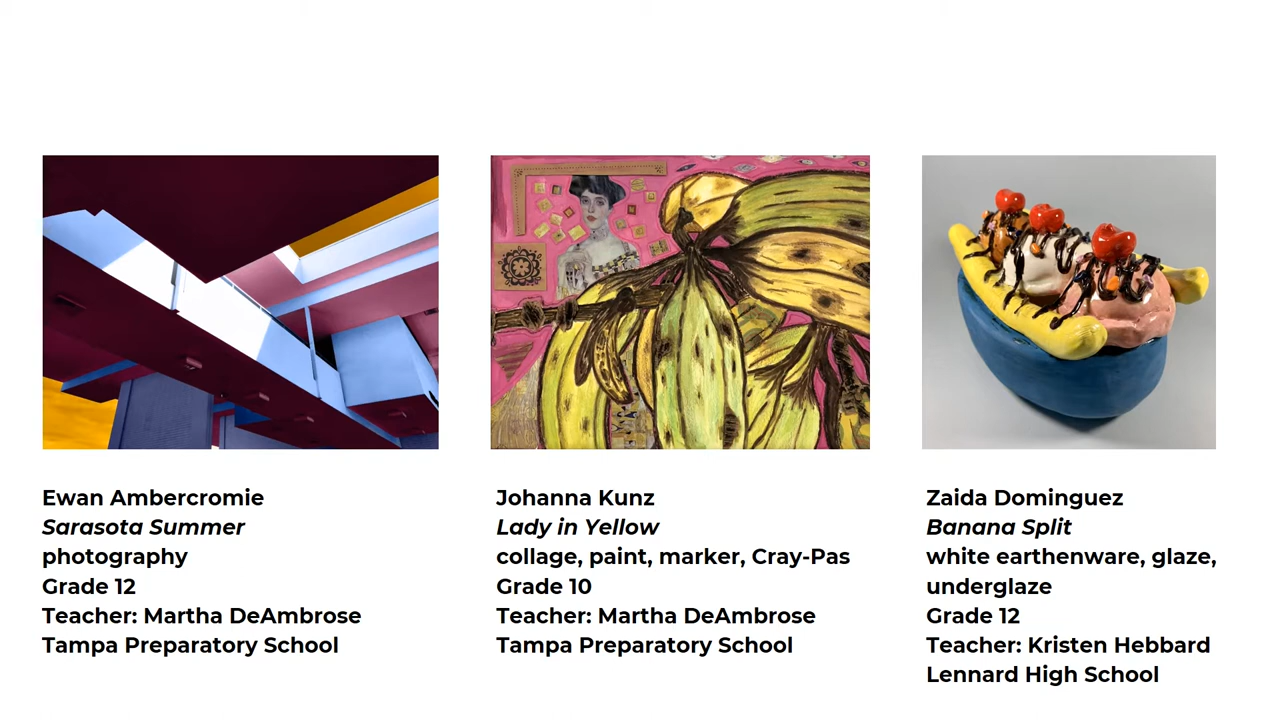 Ewan Ambercromie
Sarasota Summer
photography
Grade 12
Teacher: Martha DeAmbrose
Tampa Preparatory School
Johanna Kunz
Lady in Yellow
collage, paint, marker, Cray-Pas
Grade 10
Teacher: Martha DeAmbrose
Tampa Preparatory School
Zaida Dominguez
Banana Split
white earthenware, glaze,
underglaze
Grade 12
Teacher: Kristen Hebbard
Lennard High School